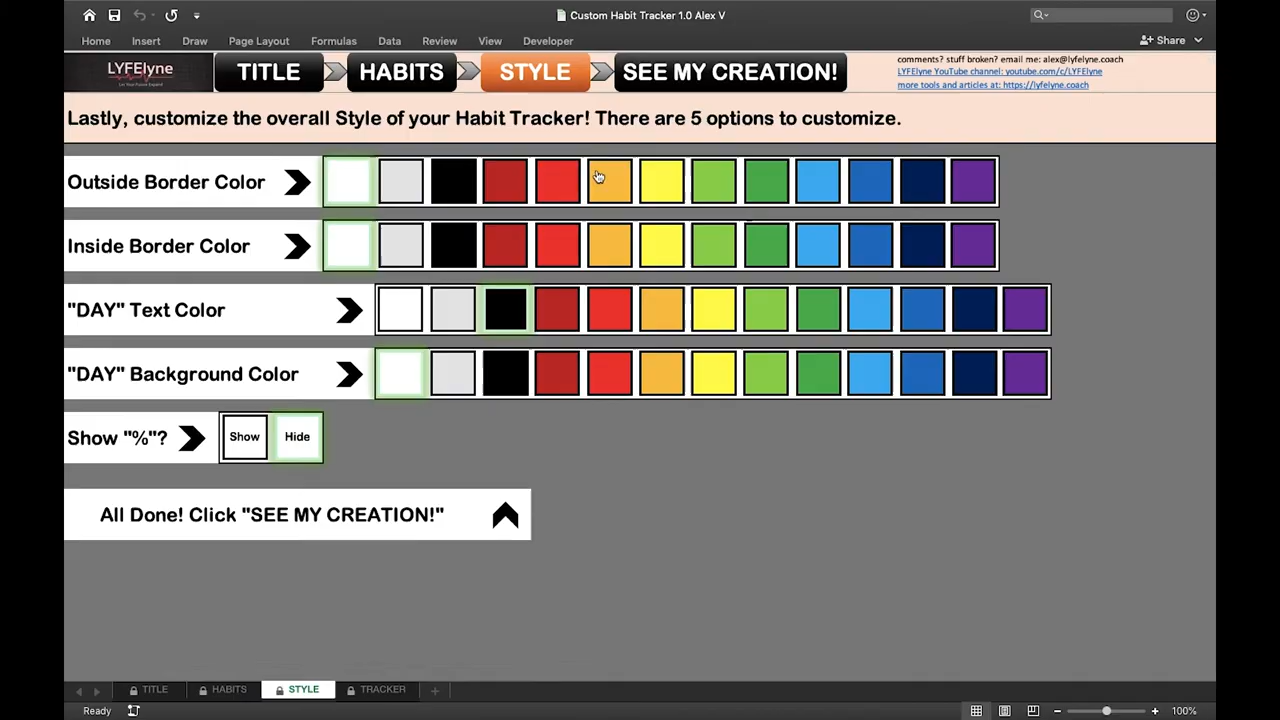 Custom Habit Tracker 1.0 Alex V
Home Insert Draw Page Layout Formulas Data Review View Developer Share
LYFElyne
TITLE HABITS STYLE SEE MY CREATION!
comments? stuff broken? email me: alex@lyfelyne.coach
LYFElyne YouTube channel: youtube.com/c/LYFElyne
more tools and articles at: https://lyfelyne.coach
Lastly, customize the overall Style of your Habit Tracker! There are 5 options to customize.
Outside Border Color
Inside Border Color
"DAY" Text Color
"DAY" Background Color
Show "%"? Show Hide
All Done! Click "SEE MY CREATION!"
TITLE HABITS STYLE TRACKER
Ready 100%